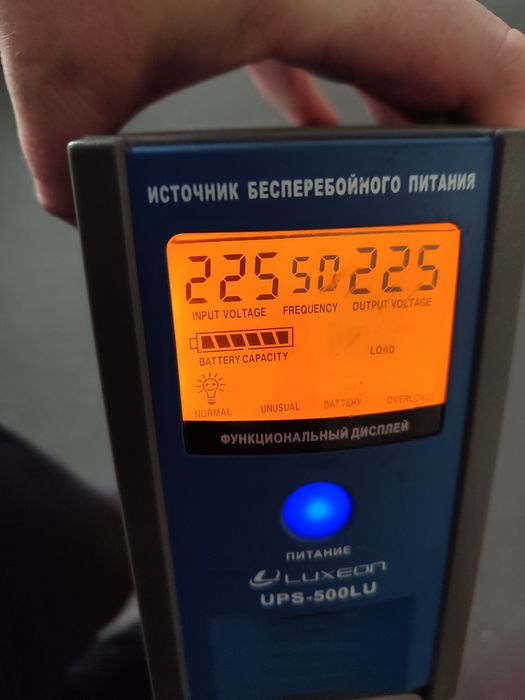 ИСТОЧНИК БЕСПЕРЕБОЙНОГО ПИТАНИЯ
225 50 225
INPUT VOLTAGE FREQUENCY OUTPUT VOLTAGE
BATTERY CAPACITY LOAD
NORMAL UNUSUAL BATTERY OVERLOAD
ФУНКЦИОНАЛЬНЫЙ ДИСПЛЕЙ
ПИТАНИЕ
LUXEON
UPS-500LU